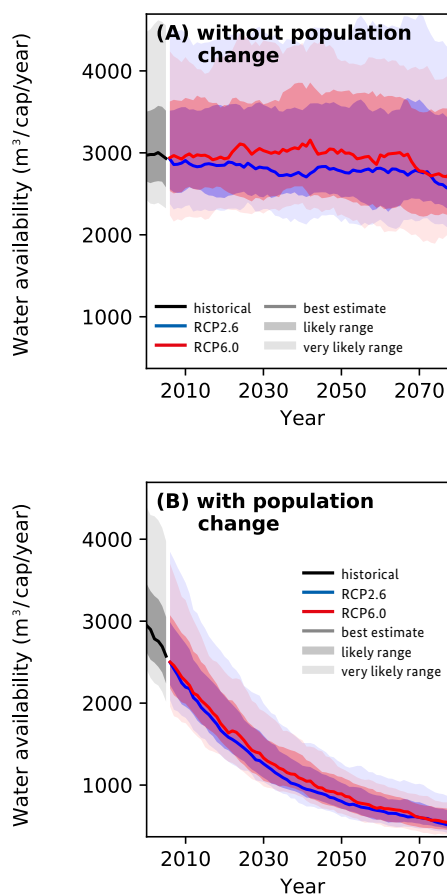 (A) without population
change
Water availability (m³/cap/year)
4000
3000
2000
1000
historical
RCP2.6
RCP6.0
best estimate
likely range
very likely range
2010 2030 2050 2070
Year
(B) with population
change
Water availability (m³/cap/year)
4000
3000
2000
1000
historical
RCP2.6
RCP6.0
best estimate
likely range
very likely range
2010 2030 2050 2070
Year